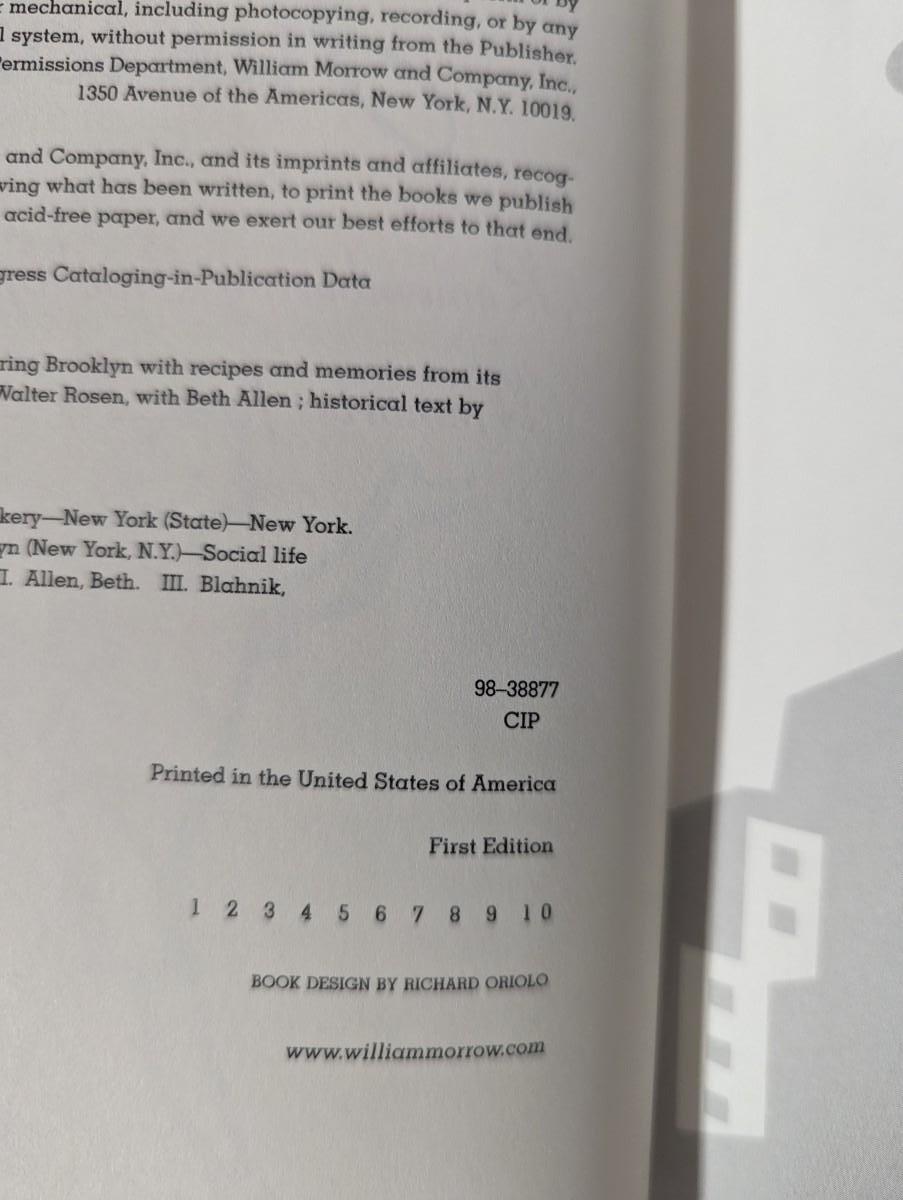 mechanical, including photocopying, recording, or by any
system, without permission in writing from the Publisher.
ermissions Department, William Morrow and Company, Inc.,
1350 Avenue of the Americas, New York, N.Y. 10019.
and Company, Inc., and its imprints and affiliates, recog-
ving what has been written, to print the books we publish
acid-free paper, and we exert our best efforts to that end.
gress Cataloging-in-Publication Data
ring Brooklyn with recipes and memories from its
Walter Rosen, with Beth Allen ; historical text by
kery—New York (State)—New York.
yn (New York, N.Y.)—Social life
I. Allen, Beth. III. Blahnik,
98–38877
CIP
Printed in the United States of America
First Edition
1 2 3 4 5 6 7 8 9 10
BOOK DESIGN BY RICHARD ORIOLO
www.williammorrow.com